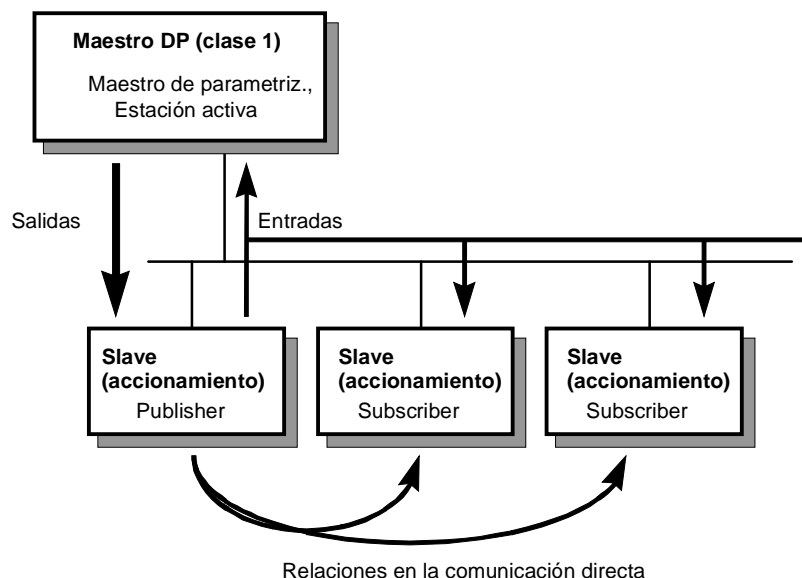 Maestro DP (clase 1)
Maestro de parametriz.,
Estación activa
Salidas
Entradas
Slave
(accionamiento)
Publisher
Slave
(accionamiento)
Subscriber
Slave
(accionamiento)
Subscriber
Relaciones en la comunicación directa